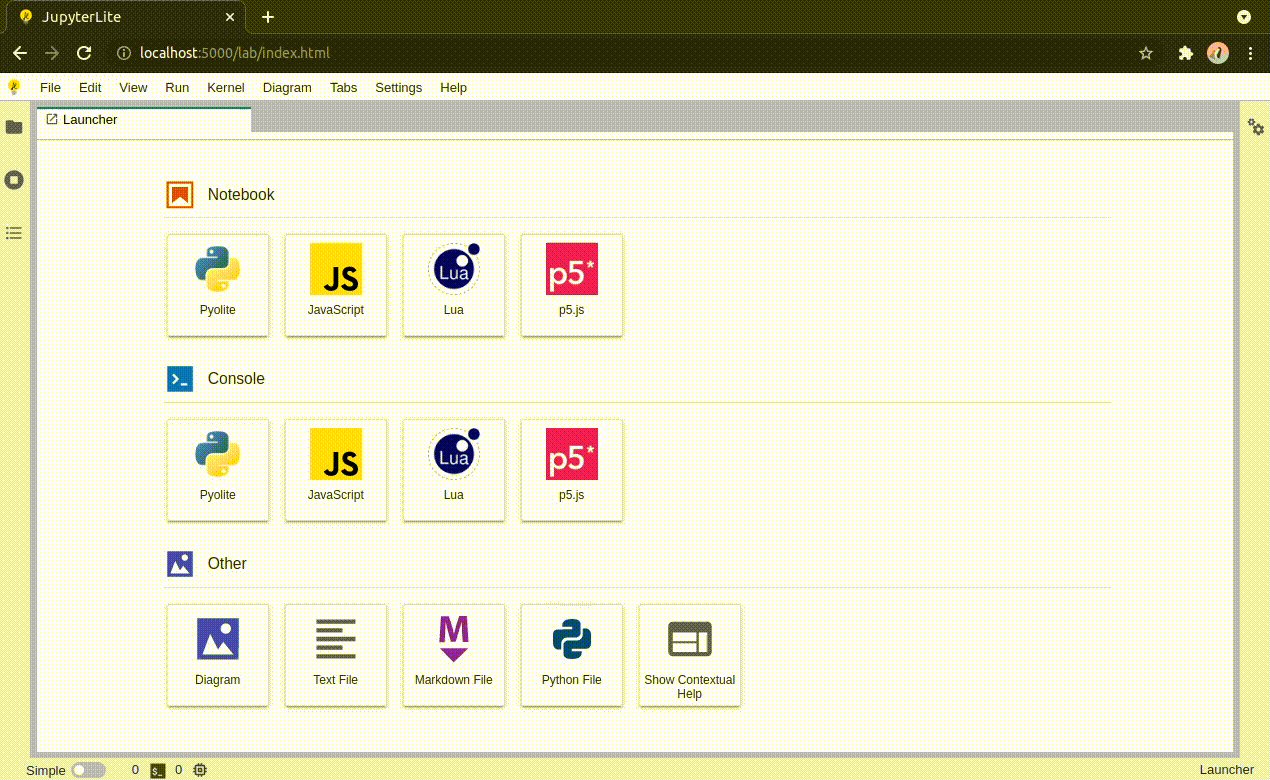 JupyterLite
localhost:5000/lab/index.html
File Edit View Run Kernel Diagram Tabs Settings Help
Launcher
Notebook
JS Lua p5*
Pyolite JavaScript Lua p5.js
Console
JS Lua p5*
Pyolite JavaScript Lua p5.js
Other
M
Diagram Text File Markdown File Python File Show Contextual
Help
Simple 0 $_ 0 Launcher